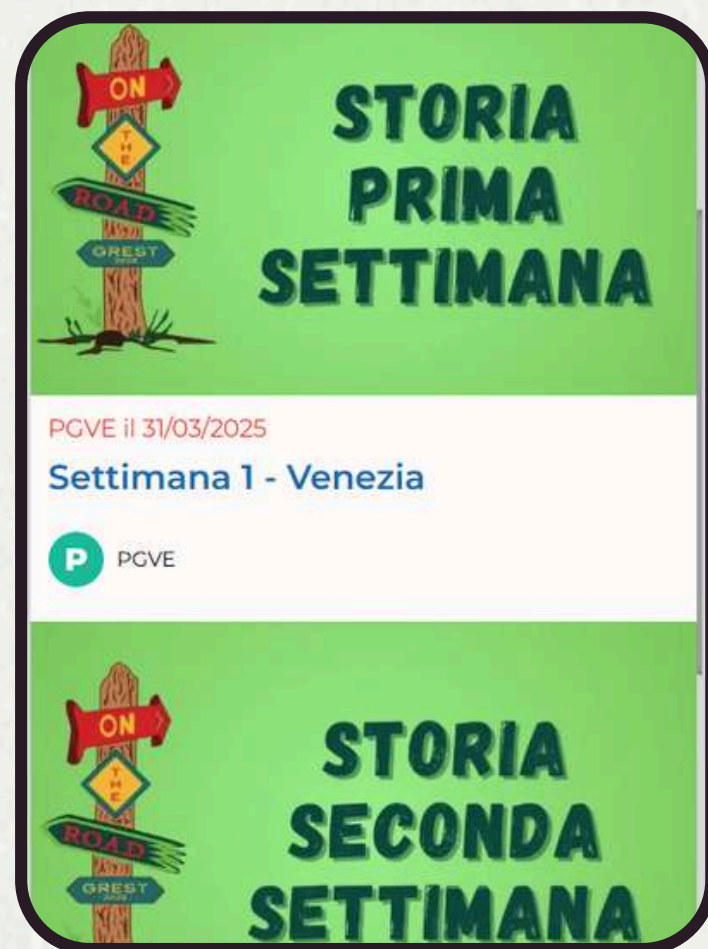 ON
THE
ROAD
GREST
STORIA
PRIMA
SETTIMANA
PGVE il 31/03/2025
Settimana 1 - Venezia
P PGVE
ON
THE
ROAD
GREST
STORIA
SECONDA
SETTIMANA